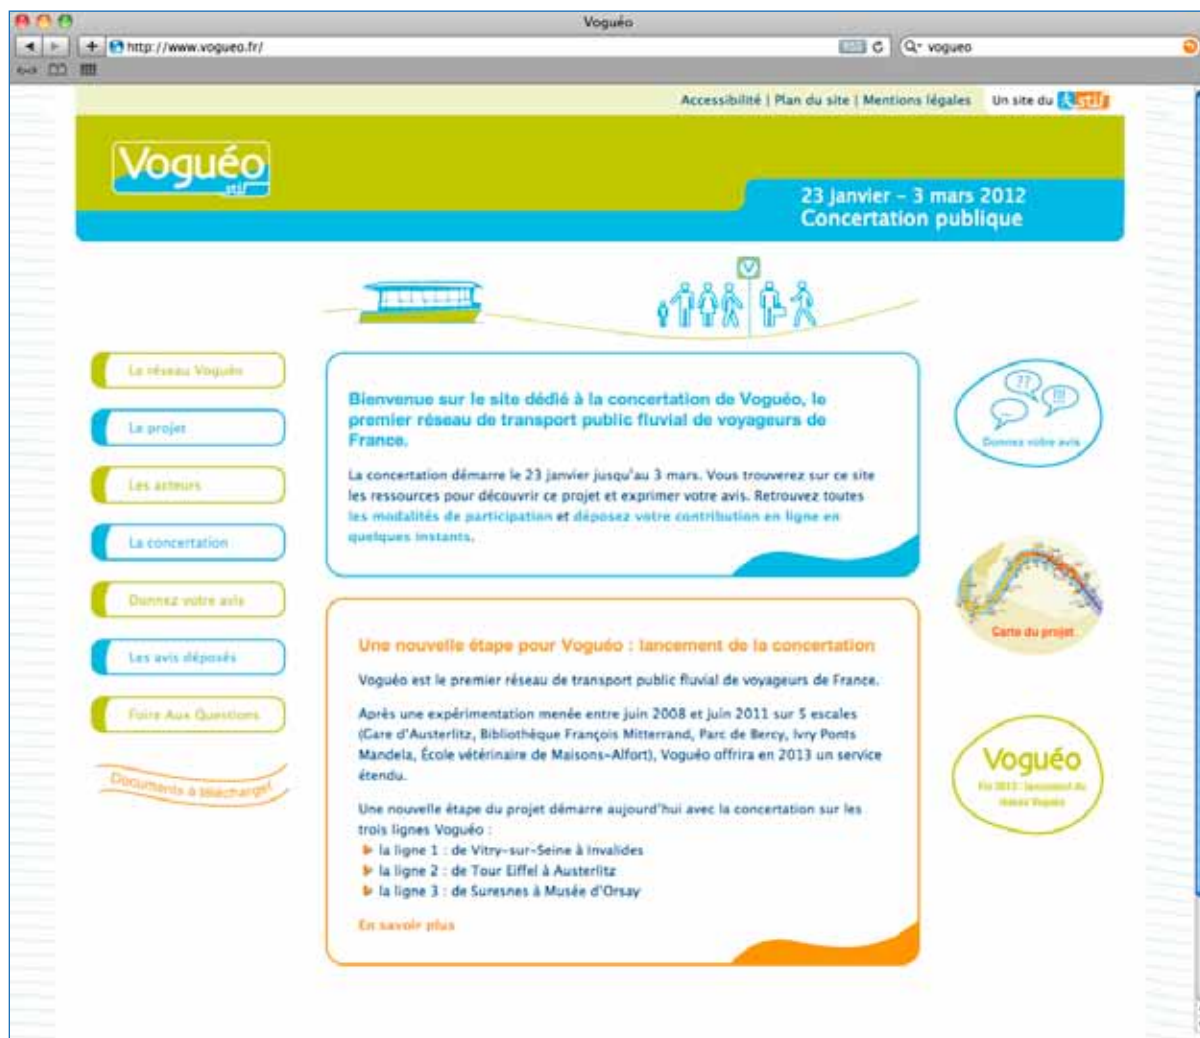 Voguéo
http://www.vogueo.fr/
vogueo
Accessibilité | Plan du site | Mentions légales
Un site du stif
Voguéo
stif
23 janvier – 3 mars 2012
Concertation publique
V
Le réseau Voguéo
Le projet
Les acteurs
La concertation
Donnez votre avis
Les avis déposés
Foire Aux Questions
Documents à télécharger
Bienvenue sur le site dédié à la concertation de Voguéo, le
premier réseau de transport public fluvial de voyageurs de
France.
La concertation démarre le 23 janvier jusqu'au 3 mars. Vous trouverez sur ce site
les ressources pour découvrir ce projet et exprimer votre avis. Retrouvez toutes
les modalités de participation et déposez votre contribution en ligne en
quelques instants.
Une nouvelle étape pour Voguéo : lancement de la concertation
Voguéo est le premier réseau de transport public fluvial de voyageurs de France.
Après une expérimentation menée entre juin 2008 et juin 2011 sur 5 escales
(Gare d'Austerlitz, Bibliothèque François Mitterrand, Parc de Bercy, Ivry Ponts
Mandela, École vétérinaire de Maisons-Alfort), Voguéo offrira en 2013 un service
étendu.
Une nouvelle étape du projet démarre aujourd'hui avec la concertation sur les
trois lignes Voguéo :
la ligne 1 : de Vitry-sur-Seine à Invalides
la ligne 2 : de Tour Eiffel à Austerlitz
la ligne 3 : de Suresnes à Musée d'Orsay
En savoir plus
??
!!!
...
Donnez votre avis
Carte du projet
Voguéo
Fin 2013 : lancement du
réseau Voguéo